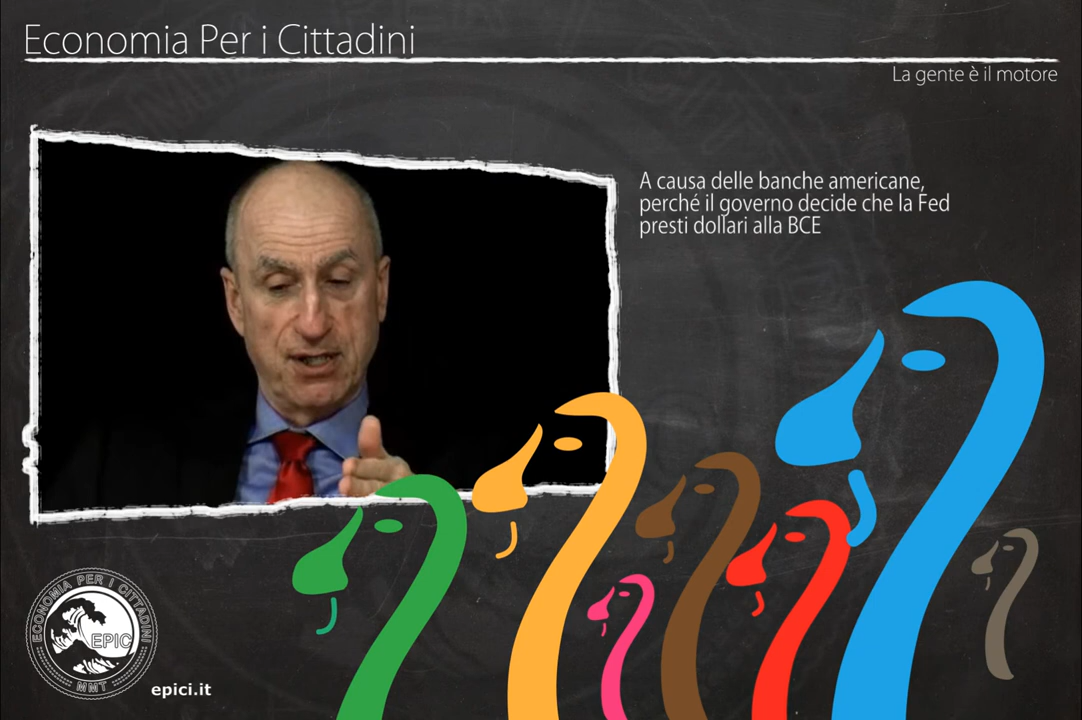 Economia Per i Cittadini
La gente è il motore
A causa delle banche americane,
perché il governo decide che la Fed
presti dollari alla BCE
ECONOMIA PER I CITTADINI
EPIC
MMT
epici.it